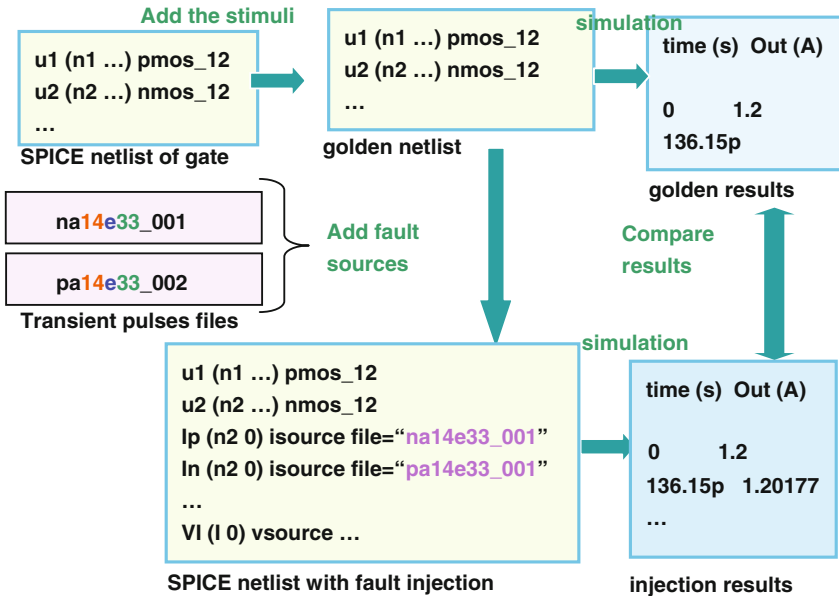 Add the stimuli
u1 (n1 …) pmos_12
u2 (n2 …) nmos_12
…
SPICE netlist of gate
u1 (n1 …) pmos_12
u2 (n2 …) nmos_12
…
golden netlist
simulation
time (s) Out (A)
0 1.2
136.15p
golden results
na14e33_001
pa14e33_002
Transient pulses files
Add fault
sources
Compare
results
simulation
u1 (n1 …) pmos_12
u2 (n2 …) nmos_12
Ip (n2 0) isource file=“na14e33_001”
In (n2 0) isource file=“pa14e33_001”
…
VI (I 0) vsource …
SPICE netlist with fault injection
time (s) Out (A)
0 1.2
136.15p 1.20177
…
injection results